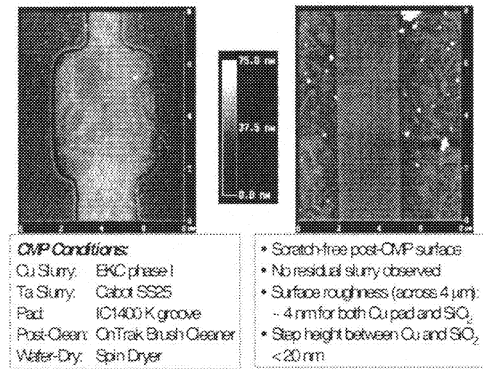 75.0 nm
37.5 nm
0.0 nm
CMP Conditions:
Cu Slurry: EKC phase I
Ta Slurry: Cabot SS25
Pad: IC1400 K groove
Post-Clean: OnTrak Brush Cleaner
Wafer-Dry: Spin Dryer
• Scratch-free post-CMP surface
• No residual slurry observed
• Surface roughness (across 4 μm):
~ 4 nm for both Cu pad and SiO₂
• Step height between Cu and SiO₂
< 20 nm